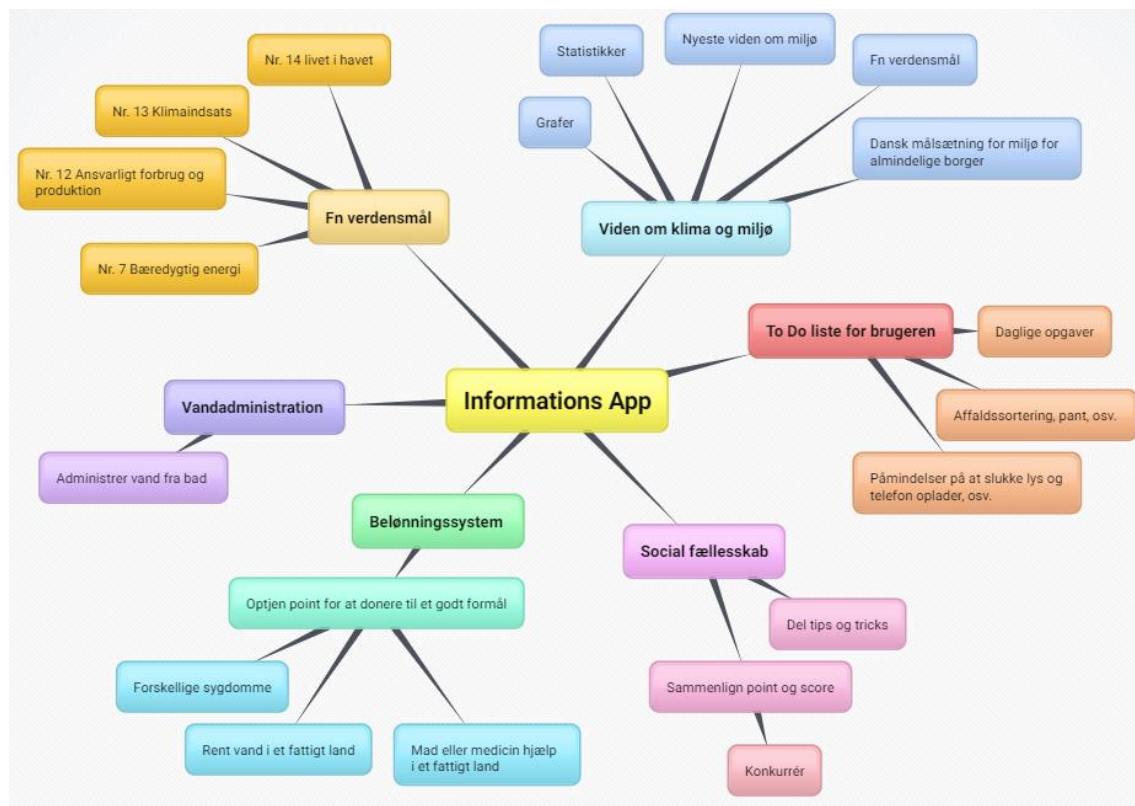 Nr. 14 livet i havet
Nr. 13 Klimaindsats
Nr. 12 Ansvarligt forbrug og
produktion
Nr. 7 Bæredygtig energi
Fn verdensmål
Statistikker
Nyeste viden om miljø
Fn verdensmål
Grafer
Dansk målsætning for miljø for
almindelige borger
Viden om klima og miljø
To Do liste for brugeren
Daglige opgaver
Affaldssortering, pant, osv.
Påmindelser på at slukke lys og
telefon oplader, osv.
Informations App
Vandadministration
Administrer vand fra bad
Belønningssystem
Optjen point for at donere til et godt formål
Forskellige sygdomme
Rent vand i et fattigt land
Mad eller medicin hjælp
i et fattigt land
Social fællesskab
Del tips og tricks
Sammenlign point og score
Konkurrér